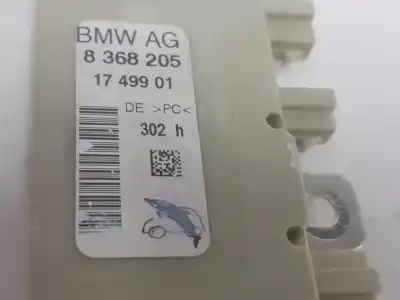 BMW AG
8 368 205
17 499 01
DE >PC<
302 h